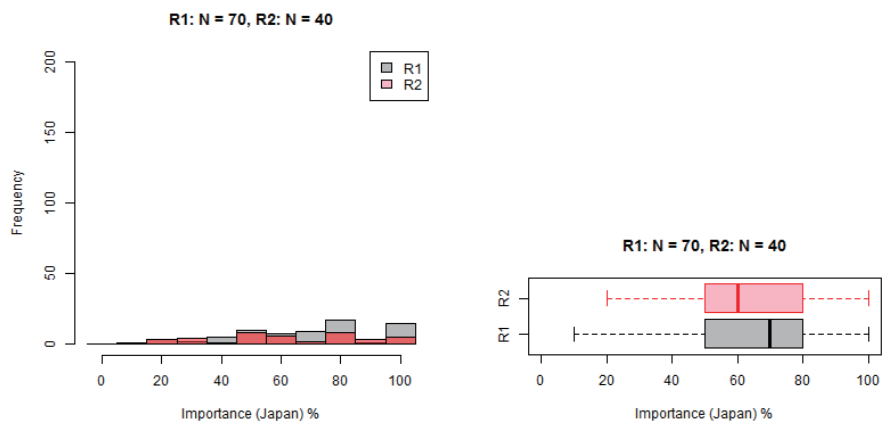 R1: N = 70, R2: N = 40
R1
R2
200
150
100
50
0
Frequency
0 20 40 60 80 100
Importance (Japan) %
R1: N = 70, R2: N = 40
R2
R1
0 20 40 60 80 100
Importance (Japan) %